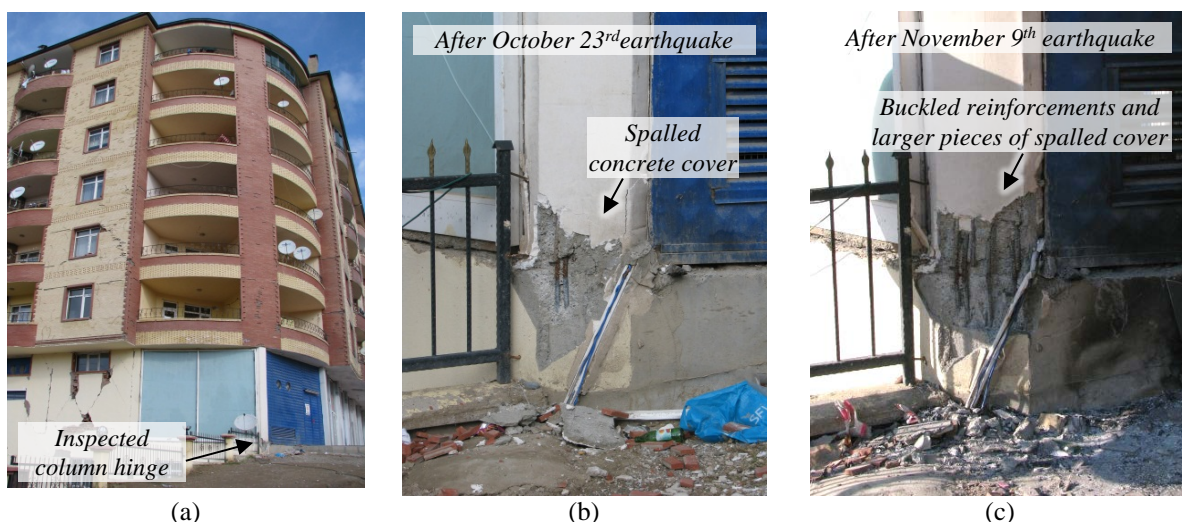 After October 23rd earthquake
After November 9th earthquake
Spalled
concrete cover
Buckled reinforcements and
larger pieces of spalled cover
Inspected
column hinge
(a)
(b)
(c)